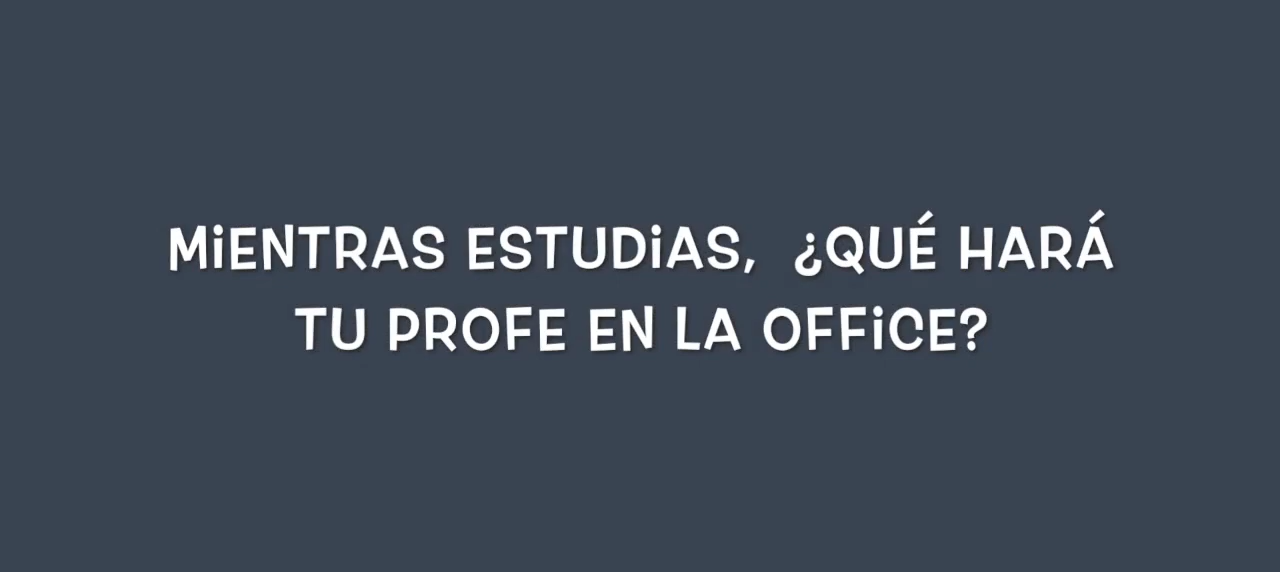 MiENTRAS ESTUDiAS, ¿QUÉ HARÁ
TU PROFE EN LA OFFiCE?